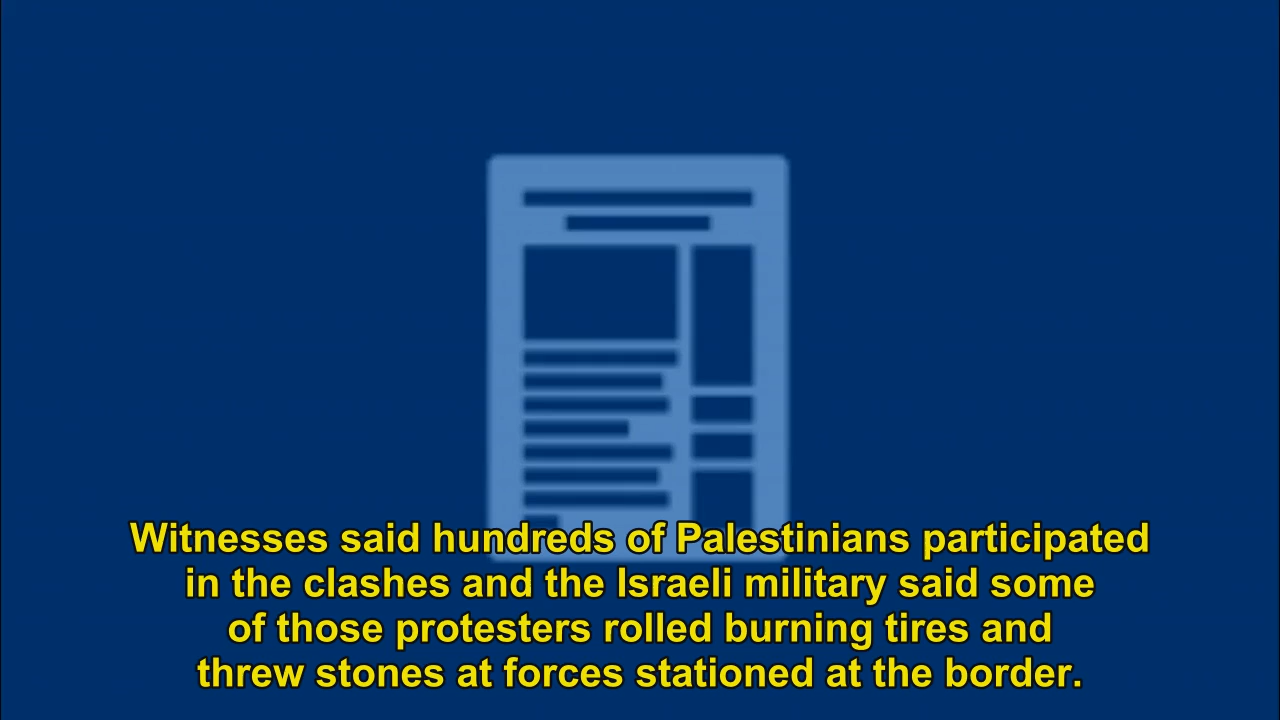 Witnesses said hundreds of Palestinians participated
in the clashes and the Israeli military said some
of those protesters rolled burning tires and
threw stones at forces stationed at the border.